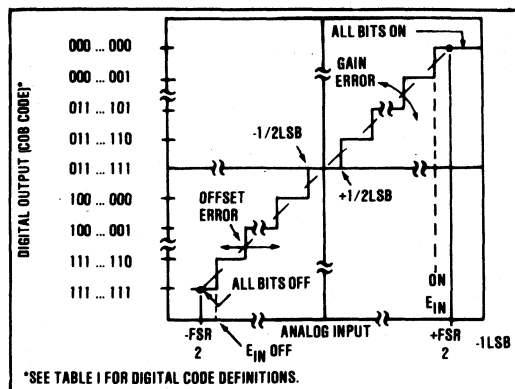 DIGITAL OUTPUT (COB CODE)*
000 ... 000
000 ... 001
011 ... 101
011 ... 110
011 ... 111
100 ... 000
100 ... 001
111 ... 110
111 ... 111
ALL BITS ON
GAIN
ERROR
-1/2LSB
+1/2LSB
OFFSET
ERROR
ALL BITS OFF
ON
EIN
-FSR
2
EIN OFF
ANALOG INPUT
+FSR
2
-1LSB
*SEE TABLE I FOR DIGITAL CODE DEFINITIONS.